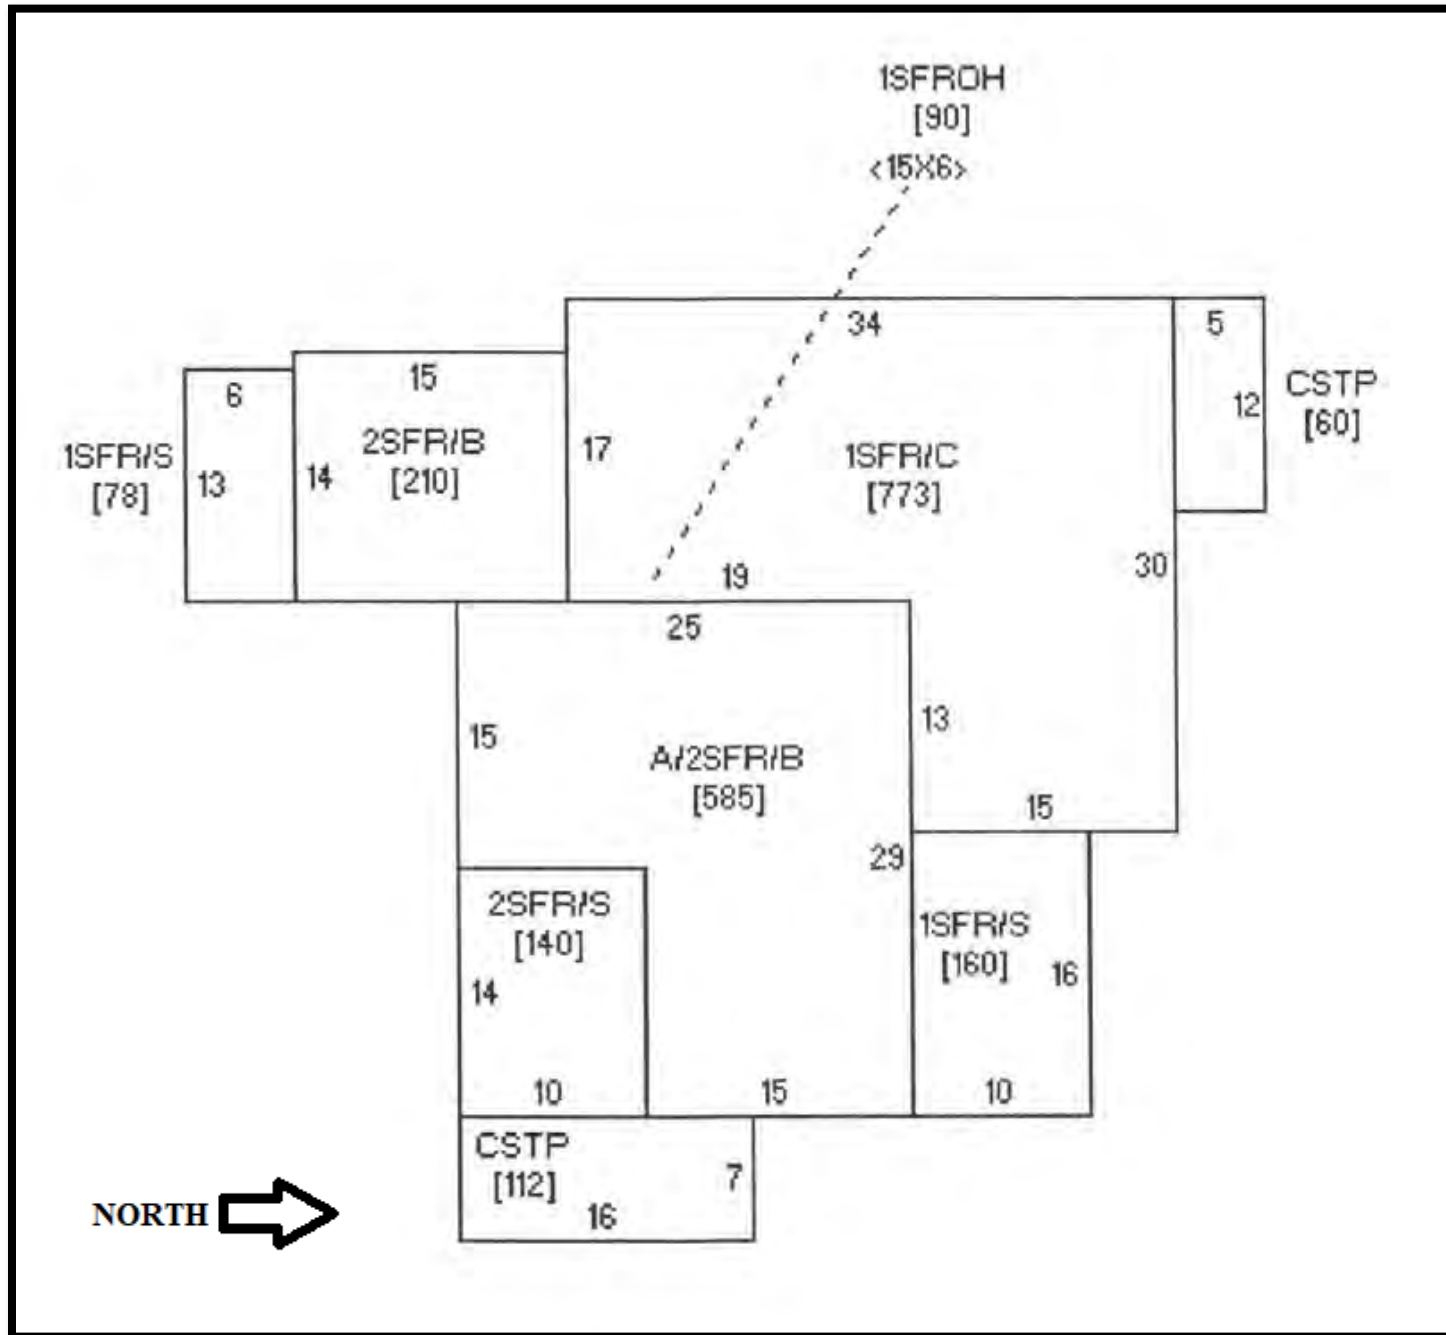 1SFROH
[90]
<15X6>
34
5
15
6
CSTP
[60]
12
17
1SFR/C
[773]
2SFR/B
[210]
1SFR/S
[78]
13
14
30
19
25
13
15
A/2SFR/B
[585]
15
29
2SFR/S
[140]
1SFR/S
[160]
16
14
10
15
10
CSTP
[112]
7
16
NORTH